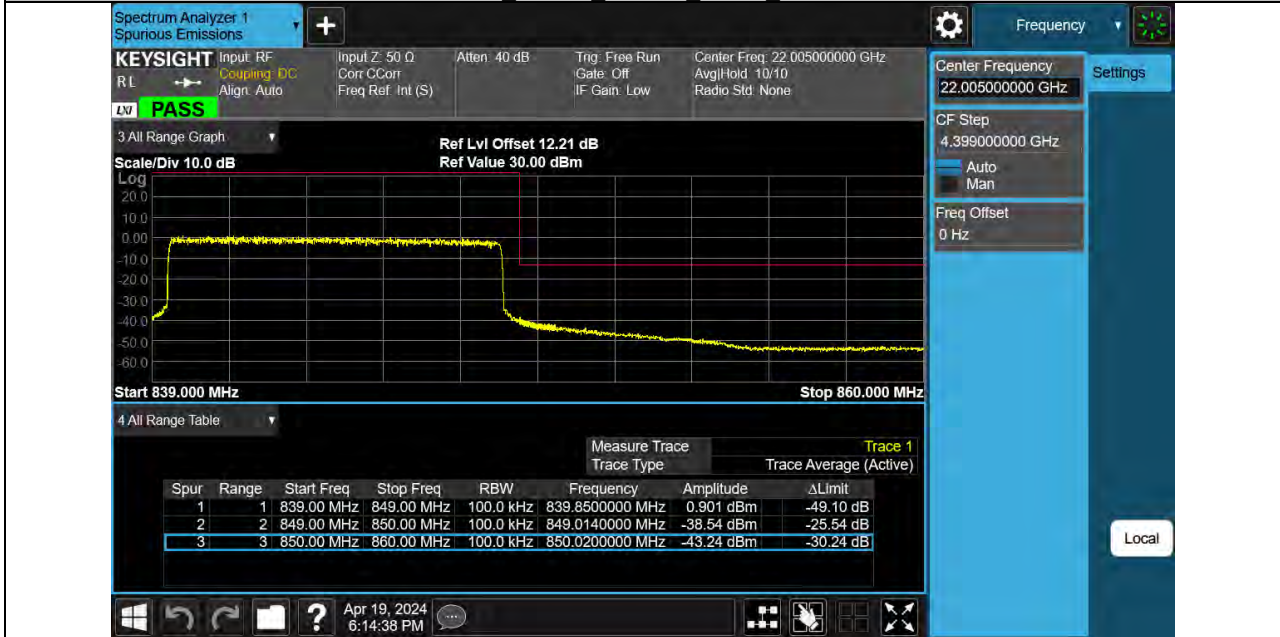 Spectrum Analyzer 1
Spurious Emissions
Frequency
KEYSIGHT
RL
LXI
PASS
Input: RF
Coupling: DC
Align: Auto
Input Z: 50 Ω
Corr CCorr
Freq Ref: Int (S)
Atten: 40 dB
Trig: Free Run
Gate: Off
IF Gain: Low
Center Freq: 22.005000000 GHz
Avg|Hold: 10/10
Radio Std: None
Center Frequency
22.005000000 GHz
Settings
CF Step
4.399000000 GHz
Auto
Man
Freq Offset
0 Hz
Local
3 All Range Graph
Scale/Div 10.0 dB
Ref Lvl Offset 12.21 dB
Ref Value 30.00 dBm
Log
20.0
10.0
0.00
-10.0
-20.0
-30.0
-40.0
-50.0
-60.0
Start 839.000 MHz
Stop 860.000 MHz
4 All Range Table
Measure Trace Trace 1
Trace Type Trace Average (Active)
Spur Range Start Freq Stop Freq RBW Frequency Amplitude ΔLimit
1 1 839.00 MHz 849.00 MHz 100.0 kHz 839.8500000 MHz 0.901 dBm -49.10 dB
2 2 849.00 MHz 850.00 MHz 100.0 kHz 849.0140000 MHz -38.54 dBm -25.54 dB
3 3 850.00 MHz 860.00 MHz 100.0 kHz 850.0200000 MHz -43.24 dBm -30.24 dB
?
Apr 19, 2024
6:14:38 PM